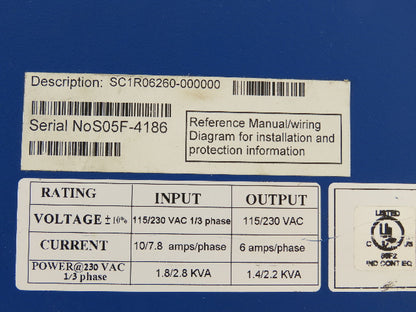 Description: SC1R06260-000000
Serial NoS05F-4186
Reference Manual/wiring
Diagram for installation and
protection information
RATING INPUT OUTPUT
VOLTAGE ± 10% 115/230 VAC 1/3 phase 115/230 VAC
CURRENT 10/7.8 amps/phase 6 amps/phase
POWER@230 VAC
1/3 phase 1.8/2.8 KVA 1.4/2.2 KVA
LISTED
UL
IND CONT EQ